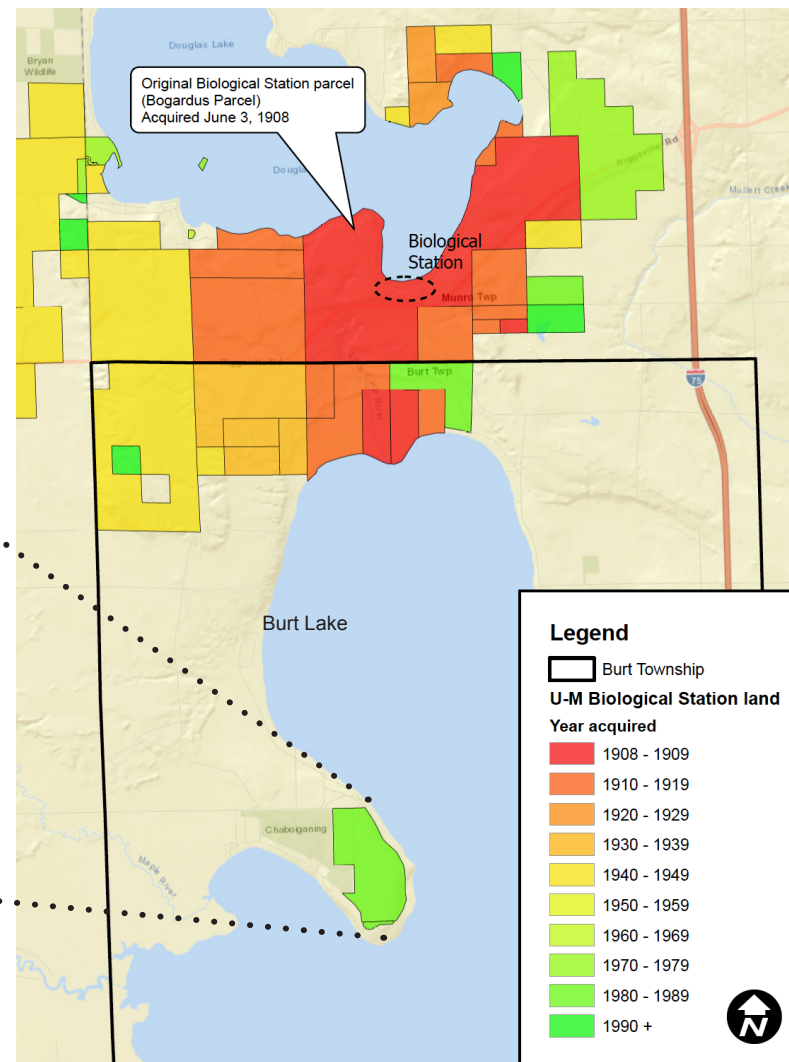 Douglas Lake
Bryan
Wildlife
Original Biological Station parcel
(Bogardus Parcel)
Acquired June 3, 1908
Riggsville Rd
Mullett Creek
Biological
Station
Munro Twp
Burt Twp
75
Burt Lake
Chaboiganing
Maple River
Legend
Burt Township
U-M Biological Station land
Year acquired
1908 - 1909
1910 - 1919
1920 - 1929
1930 - 1939
1940 - 1949
1950 - 1959
1960 - 1969
1970 - 1979
1980 - 1989
1990 +
N